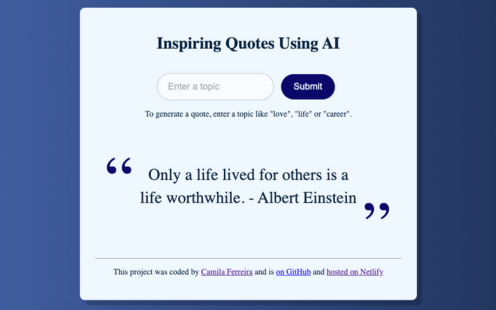 Inspiring Quotes Using AI
Enter a topic Submit
To generate a quote, enter a topic like "love", "life" or "career".
“ Only a life lived for others is a
life worthwhile. - Albert Einstein ”
This project was coded by Camila Ferreira and is on GitHub and hosted on Netlify